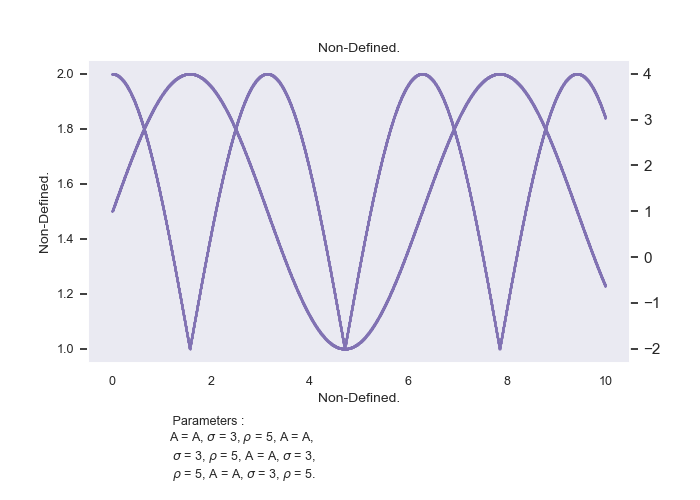 Non-Defined.
Non-Defined.
2.0
1.8
1.6
1.4
1.2
1.0
4
3
2
1
0
−1
−2
0 2 4 6 8 10
Non-Defined.
Parameters :
A = A, σ = 3, ρ = 5, A = A,
σ = 3, ρ = 5, A = A, σ = 3,
ρ = 5, A = A, σ = 3, ρ = 5.